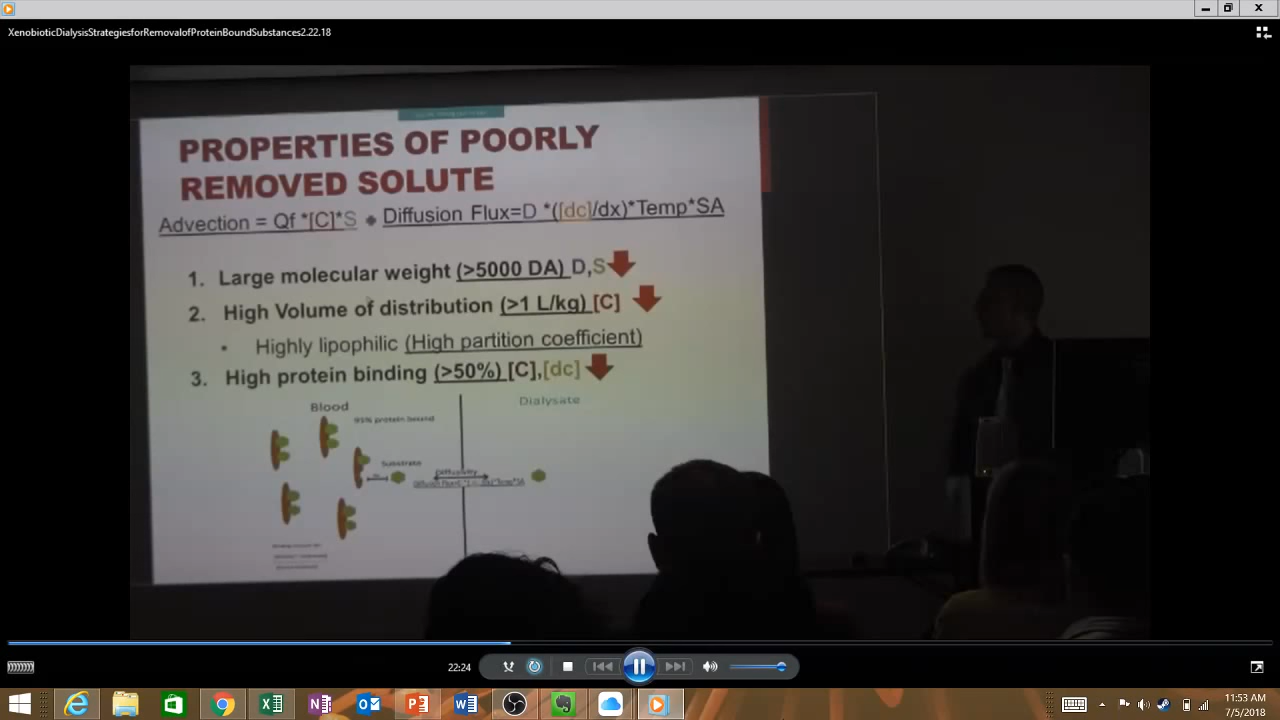 XenobioticDialysisStrategiesforRemovalofProteinBoundSubstances2.22.18
PROPERTIES OF POORLY
REMOVED SOLUTE
Advection = Qf *[C]*S • Diffusion Flux=D *([dc]/dx)*Temp*SA
1. Large molecular weight (>5000 DA) D,S
2. High Volume of distribution (>1 L/kg) [C]
• Highly lipophilic (High partition coefficient)
3. High protein binding (>50%) [C],[dc]
Blood
Dialysate
95% protein bound
Substrate
Diffusivity
22:24
11:53 AM
7/5/2018